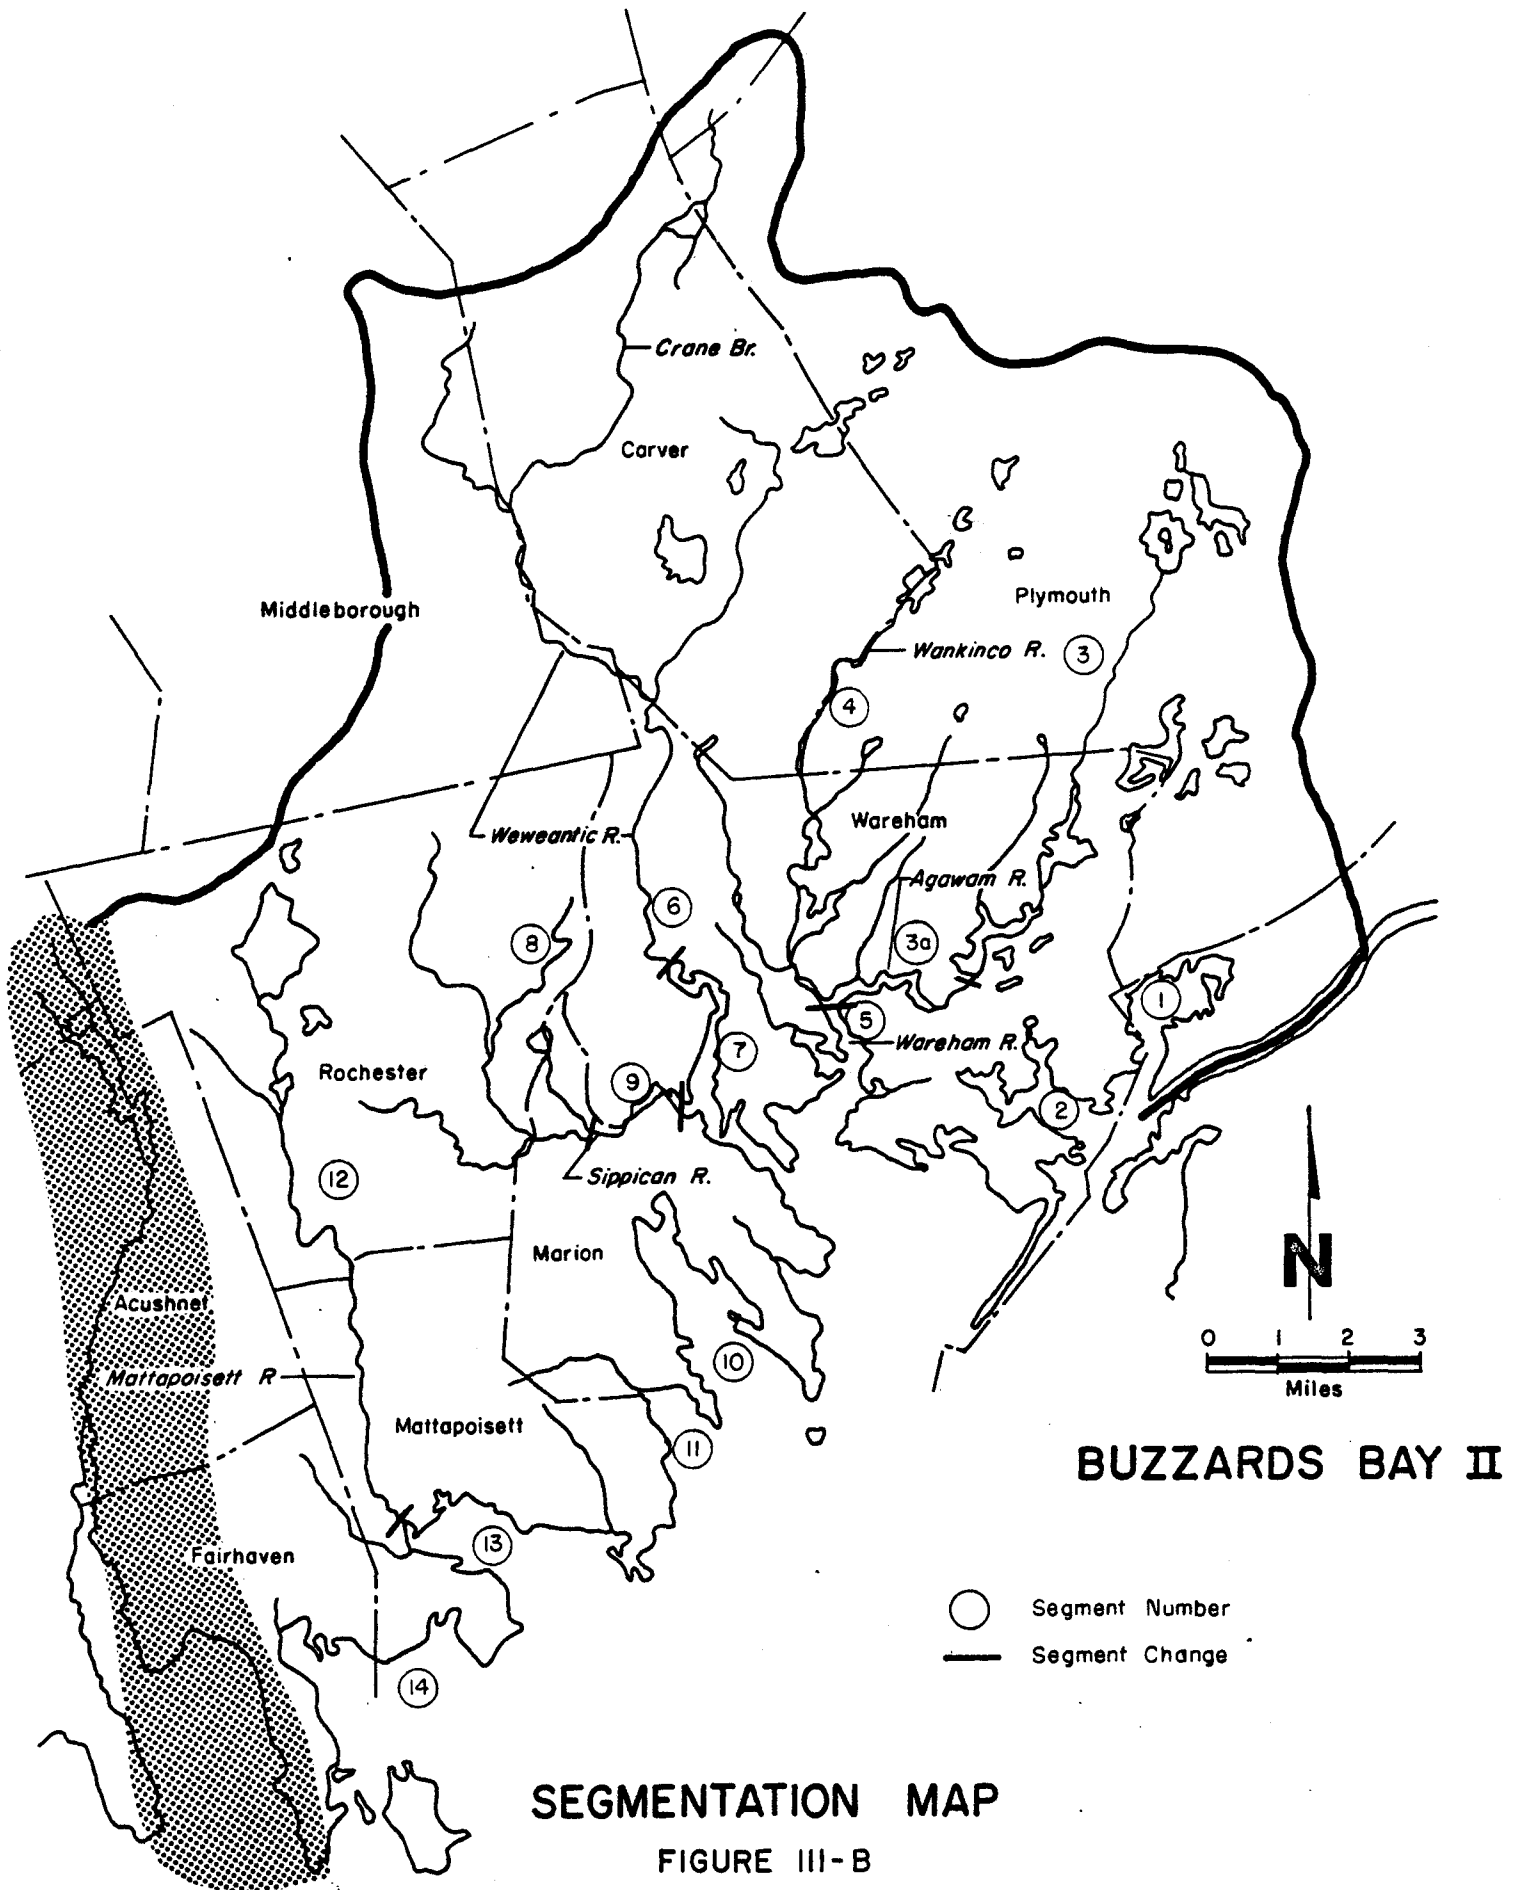 Crane Br.
Carver
Middleborough
Plymouth
Wankinco R.
3
4
Wareham
Weweantic R.
Agawam R.
6
8
3a
1
5
Wareham R.
7
Rochester
9
2
12
Sippican R.
Marion
N
Acushnet
0 1 2 3
Miles
10
Mattapoisett R
Mattapoisett
11
BUZZARDS BAY II
13
Fairhaven
Segment Number
Segment Change
14
SEGMENTATION MAP
FIGURE III-B